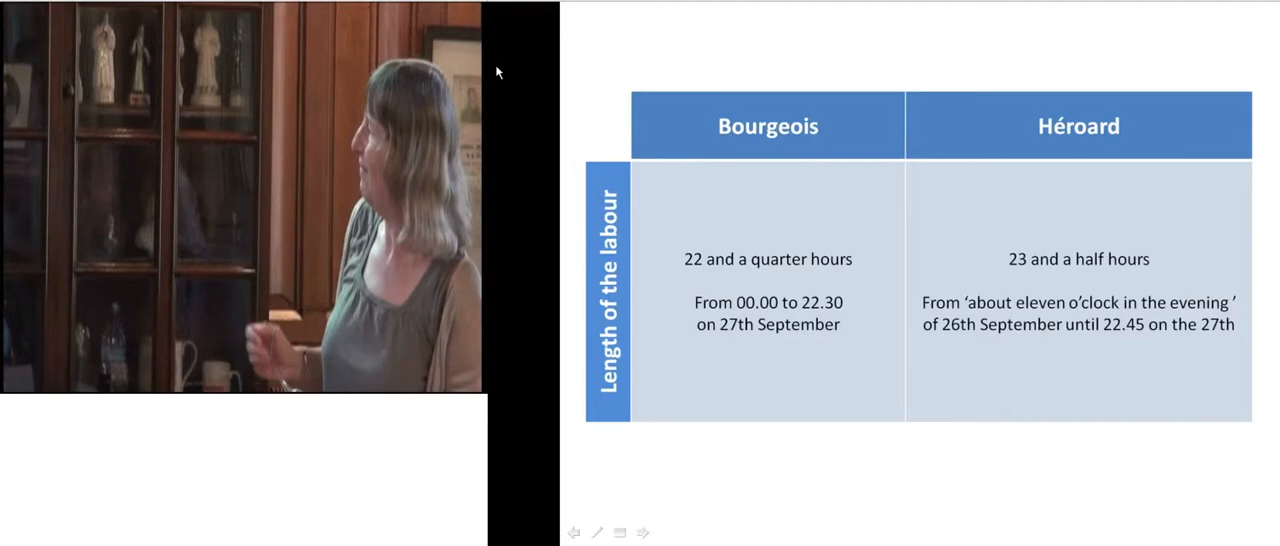 Bourgeois
Héroard
Length of the labour
22 and a quarter hours
From 00.00 to 22.30
on 27th September
23 and a half hours
From ‘about eleven o’clock in the evening ’
of 26th September until 22.45 on the 27th